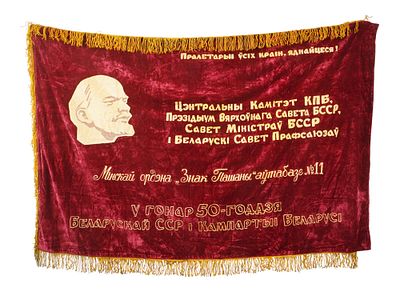 Пралетарыі ўсіх краін, яднайцеся!
Цэнтральны Камітэт КПБ,
Прэзідыум Вярхоўнага Савета БССР,
Савет Міністраў БССР
і Беларускі Савет Прафсаюзаў
Мінскай ордэна „Знак Пашаны" аўтабазе №11
У гонар 50-годдзя
Беларускай ССР і Кампартыі Беларусі